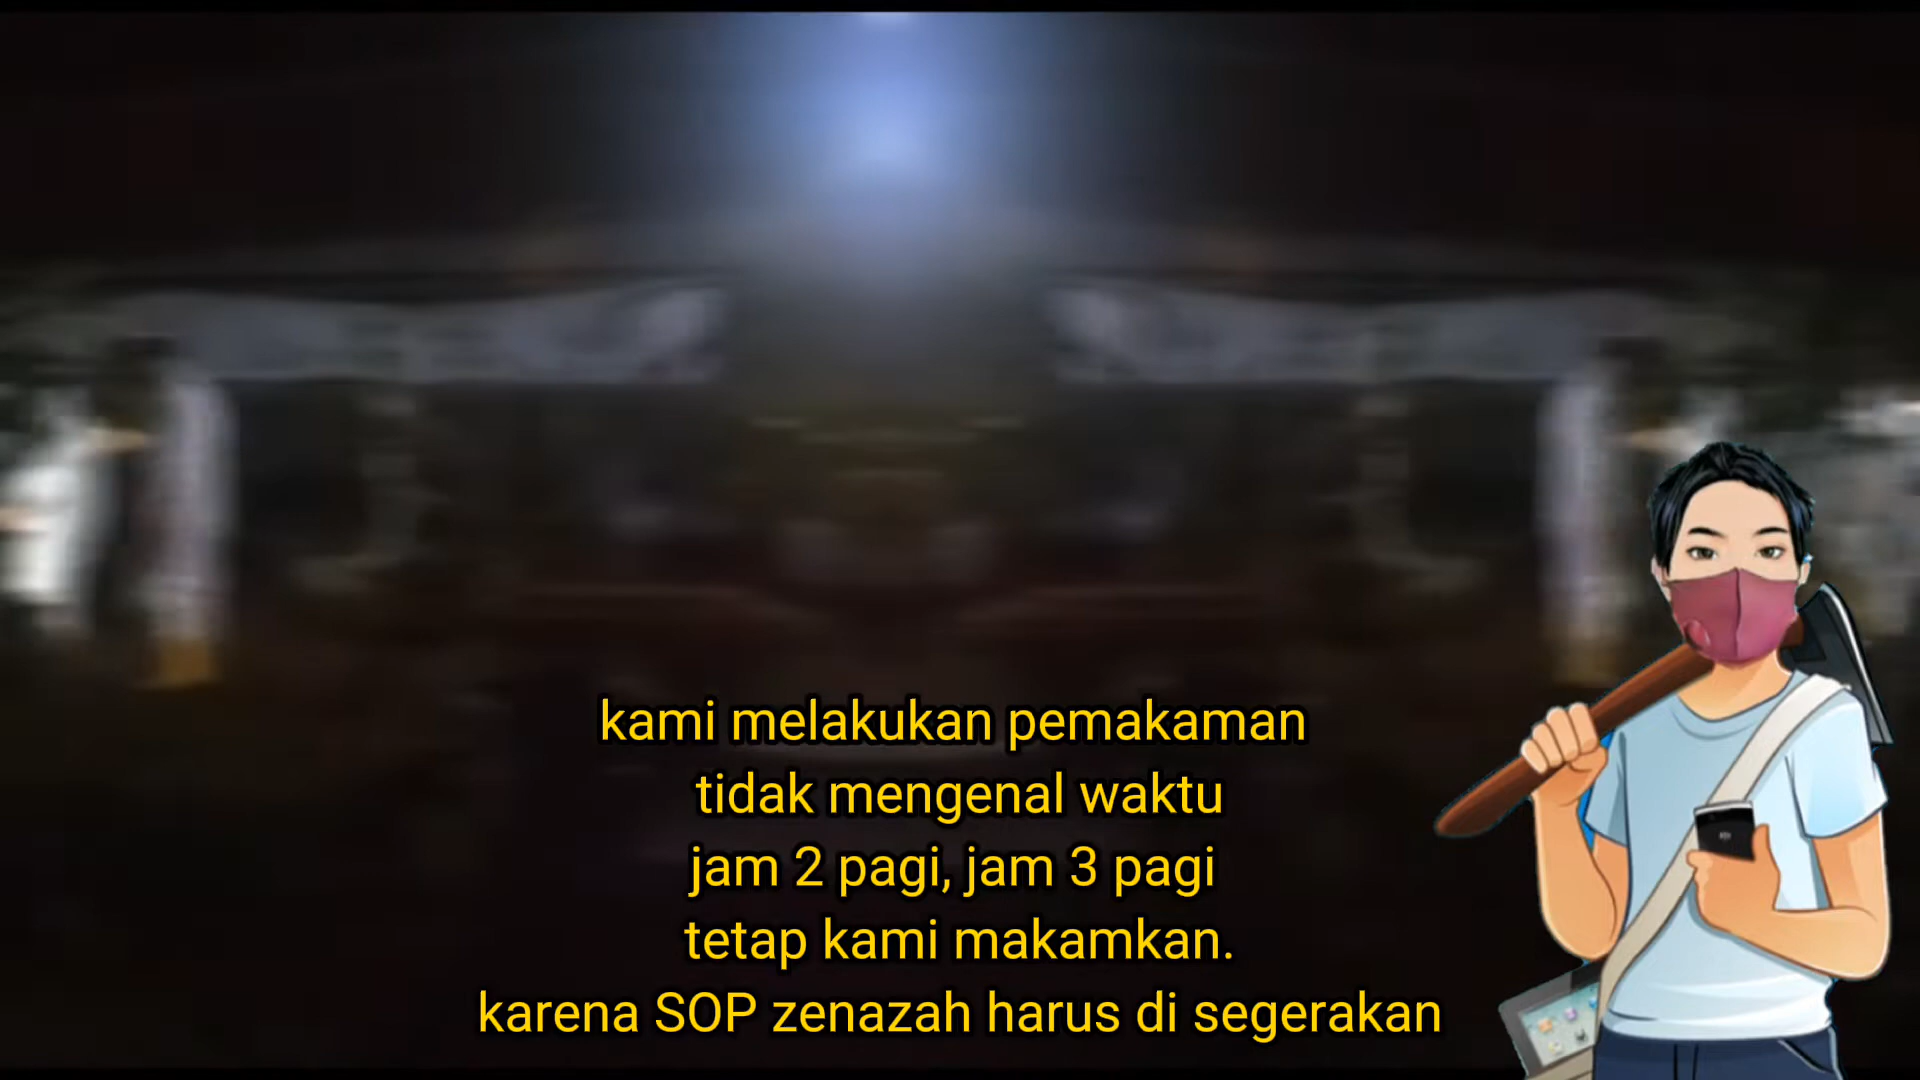 kami melakukan pemakaman
tidak mengenal waktu
jam 2 pagi, jam 3 pagi
tetap kami makamkan.
karena SOP zenazah harus di segerakan